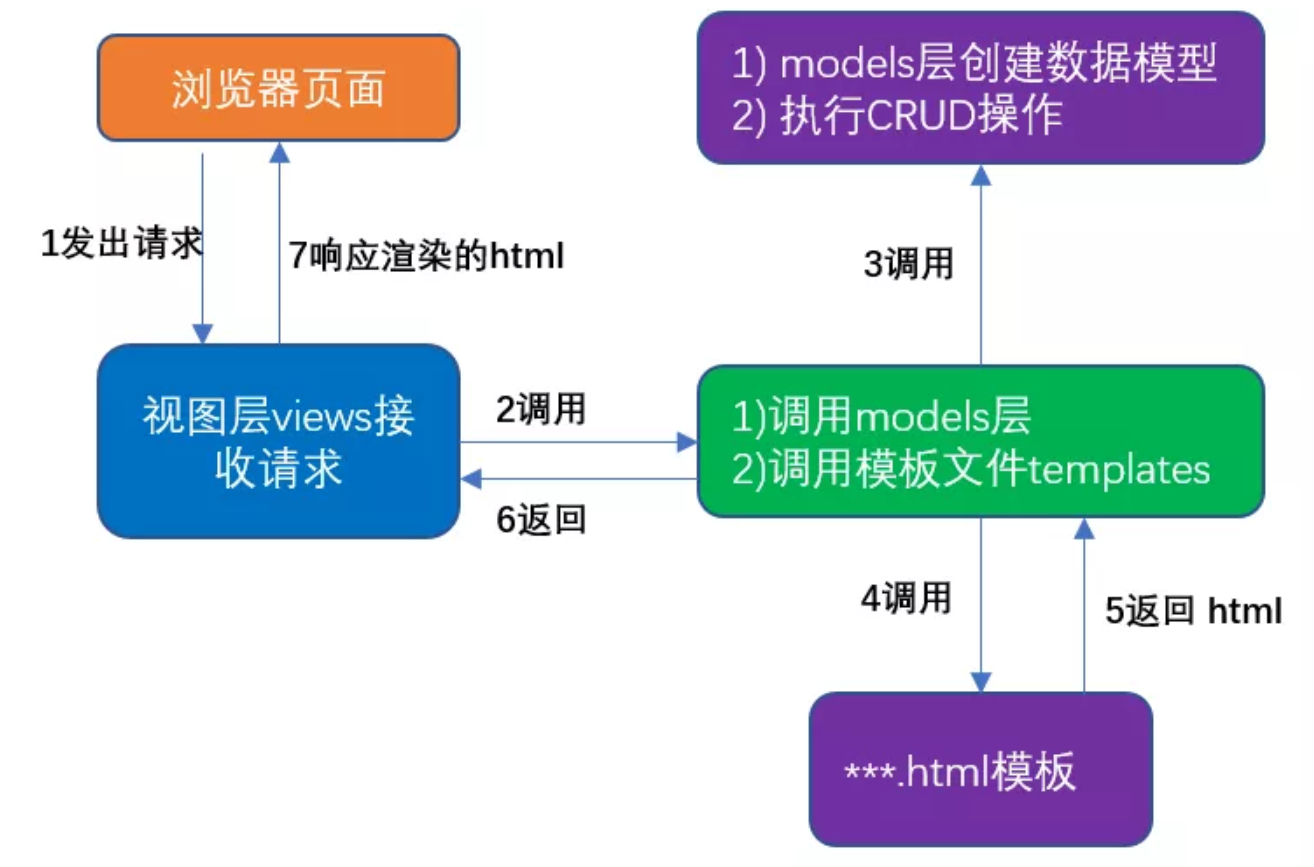 浏览器页面
1) models层创建数据模型
2) 执行CRUD操作
1发出请求
7响应渲染的html
3调用
视图层views接
收请求
2调用
6返回
1)调用models层
2)调用模板文件templates
4调用
5返回 html
***.html模板